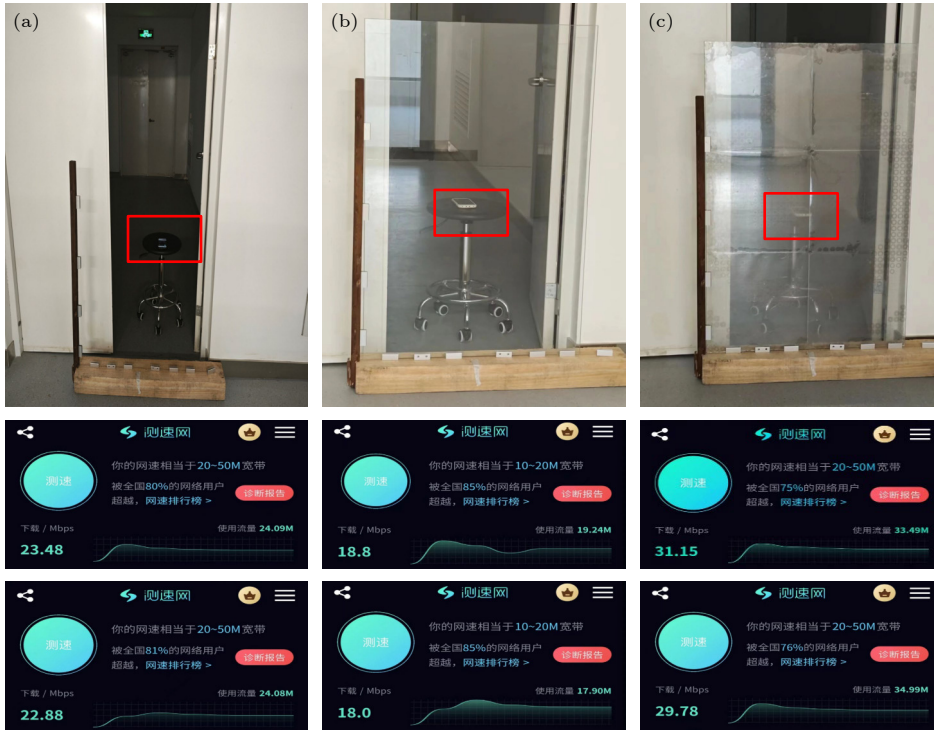 (a)
(b)
(c)
测速网
测速
你的网速相当于20~50M宽带
被全国80%的网络用户
超越，网速排行榜 >
诊断报告
下载 / Mbps
使用流量 24.09M
23.48
测速网
测速
你的网速相当于10~20M宽带
被全国85%的网络用户
超越，网速排行榜 >
诊断报告
下载 / Mbps
使用流量 19.24M
18.8
测速网
测速
你的网速相当于20~50M宽带
被全国75%的网络用户
超越，网速排行榜 >
诊断报告
下载 / Mbps
使用流量 33.49M
31.15
测速网
测速
你的网速相当于20~50M宽带
被全国81%的网络用户
超越，网速排行榜 >
诊断报告
下载 / Mbps
使用流量 24.08M
22.88
测速网
测速
你的网速相当于10~20M宽带
被全国85%的网络用户
超越，网速排行榜 >
诊断报告
下载 / Mbps
使用流量 17.90M
18.0
测速网
测速
你的网速相当于20~50M宽带
被全国76%的网络用户
超越，网速排行榜 >
诊断报告
下载 / Mbps
使用流量 34.99M
29.78